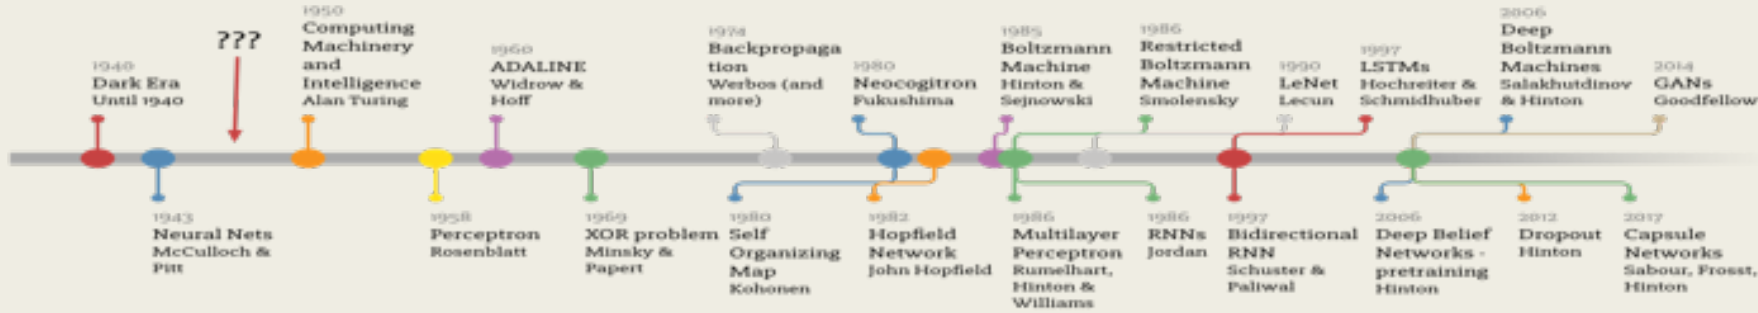 ???
1940
Dark Era
Until 1940
1950
Computing
Machinery
and
Intelligence
Alan Turing
1960
ADALINE
Widrow &
Hoff
1974
Backpropaga
tion
Werbos (and
more)
1980
Neocogitron
Fukushima
1985
Boltzmann
Machine
Hinton &
Sejnowski
1986
Restricted
Boltzmann
Machine
Smolensky
1990
LeNet
Lecun
1997
LSTMs
Hochreiter &
Schmidhuber
2006
Deep
Boltzmann
Machines
Salakhutdinov
& Hinton
2014
GANs
Goodfellow
1943
Neural Nets
McCulloch &
Pitt
1958
Perceptron
Rosenblatt
1969
XOR problem
Minsky &
Papert
1980
Self
Organizing
Map
Kohonen
1982
Hopfield
Network
John Hopfield
1986
Multilayer
Perceptron
Rumelhart,
Hinton &
Williams
1986
RNNs
Jordan
1997
Bidirectional
RNN
Schuster &
Paliwal
2006
Deep Belief
Networks -
pretraining
Hinton
2012
Dropout
Hinton
2017
Capsule
Networks
Sabour, Frosst,
Hinton